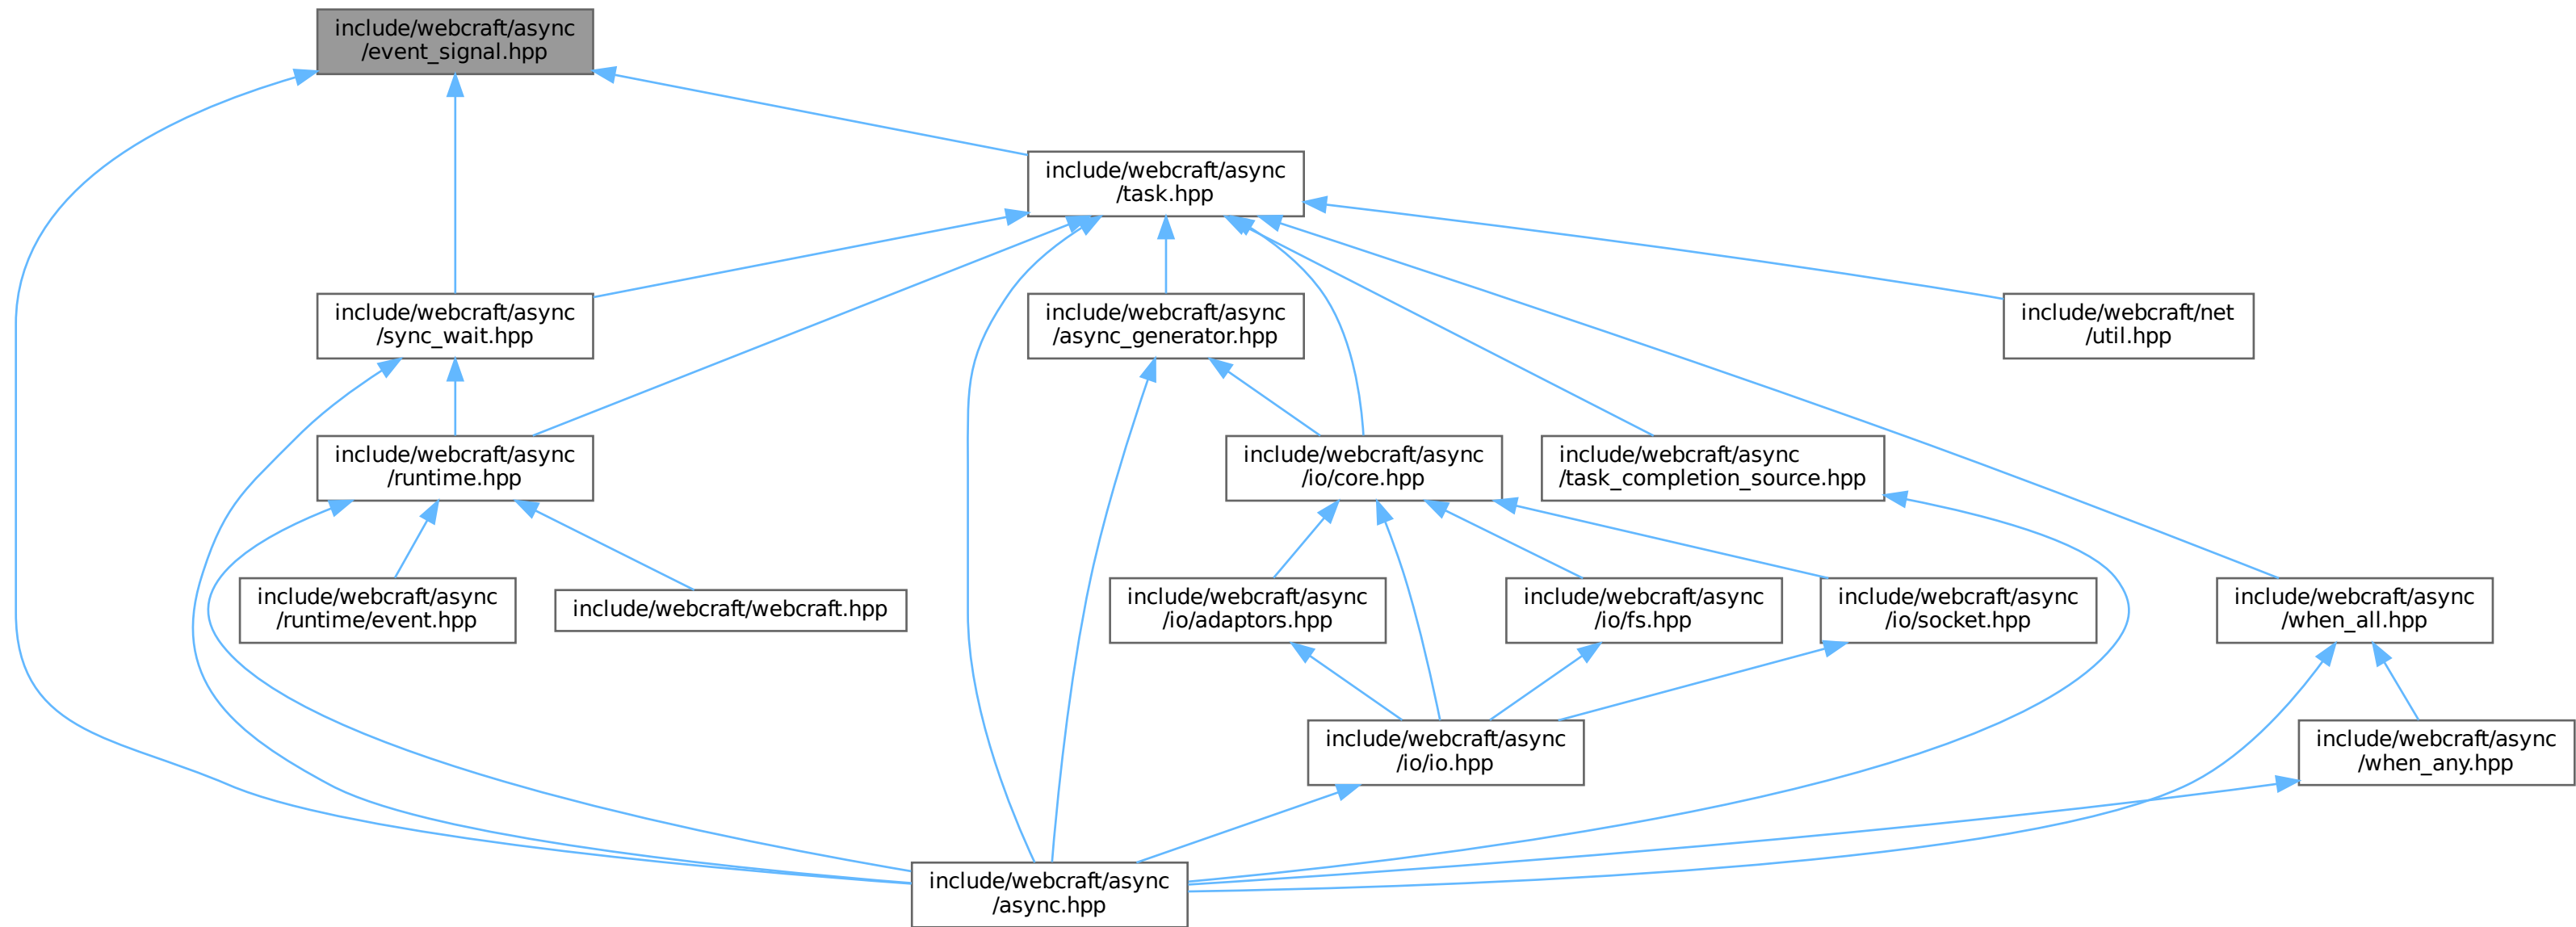 include/webcraft/async
/event_signal.hpp
include/webcraft/async
/task.hpp
include/webcraft/async
/sync_wait.hpp
include/webcraft/async
/async_generator.hpp
include/webcraft/net
/util.hpp
include/webcraft/async
/runtime.hpp
include/webcraft/async
/io/core.hpp
include/webcraft/async
/task_completion_source.hpp
include/webcraft/async
/runtime/event.hpp
include/webcraft/webcraft.hpp
include/webcraft/async
/io/adaptors.hpp
include/webcraft/async
/io/fs.hpp
include/webcraft/async
/io/socket.hpp
include/webcraft/async
/when_all.hpp
include/webcraft/async
/io/io.hpp
include/webcraft/async
/when_any.hpp
include/webcraft/async
/async.hpp